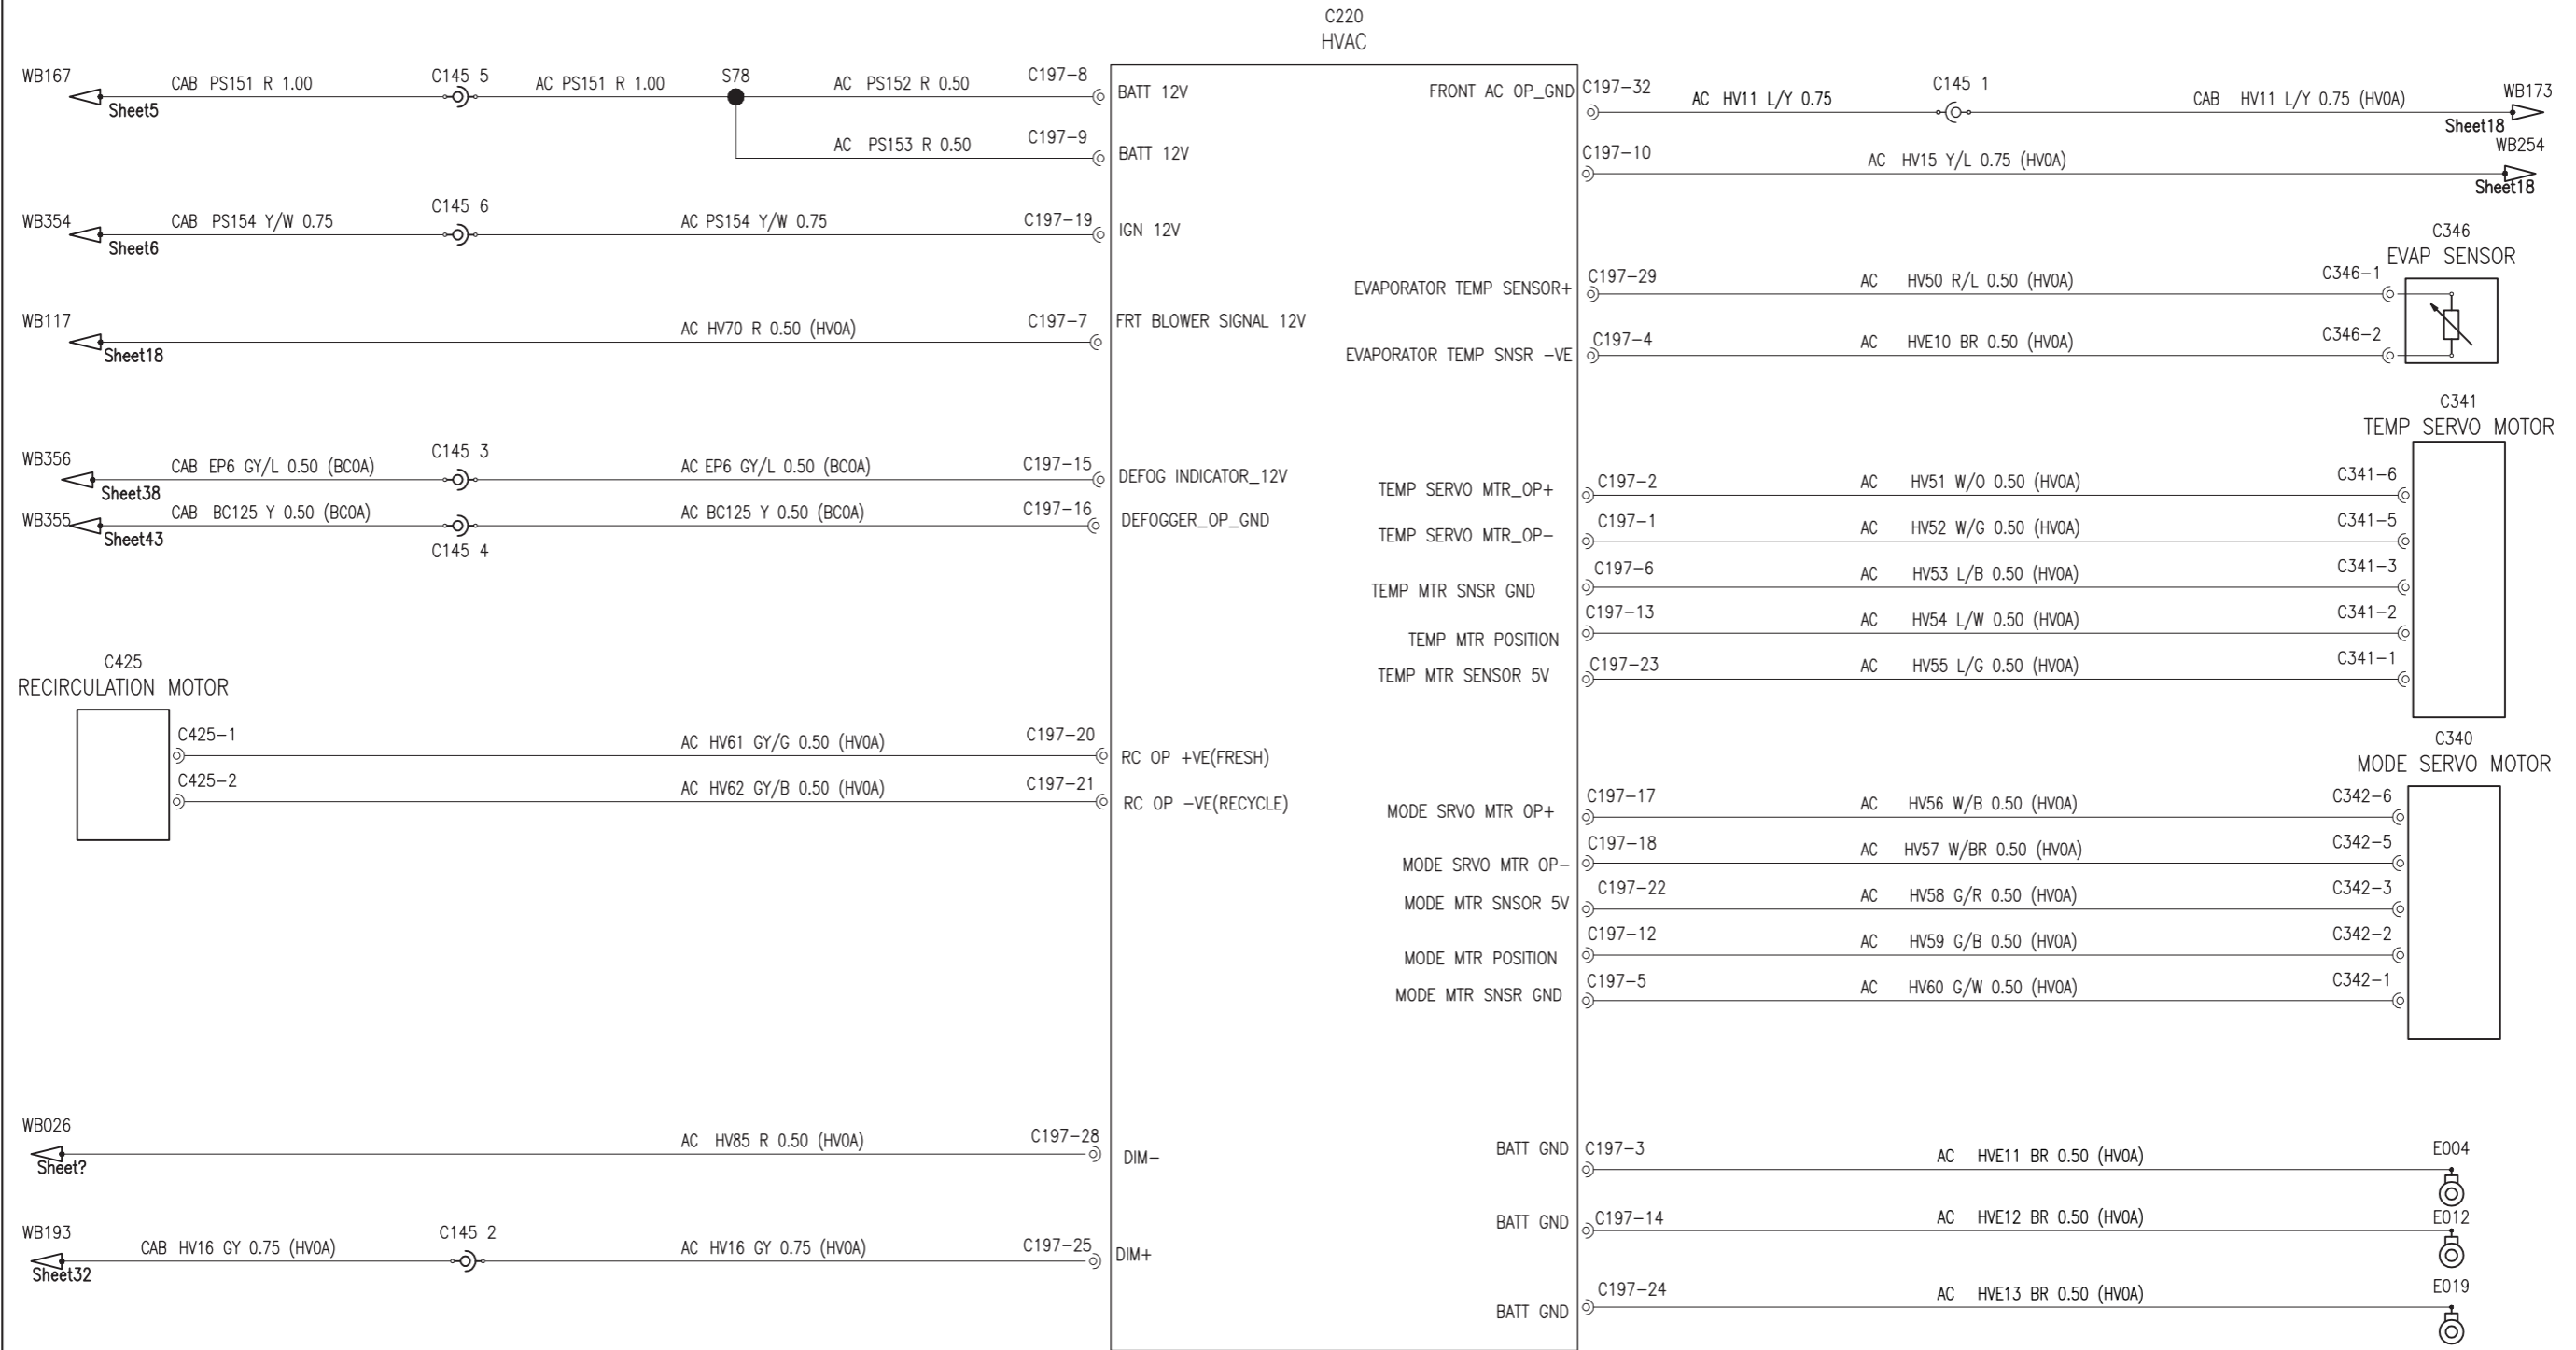 C220
HVAC
WB167
Sheet5
CAB PS151 R 1.00
C145 5
AC PS151 R 1.00
S78
AC PS152 R 0.50
C197-8
BATT 12V
AC PS153 R 0.50
C197-9
BATT 12V
WB354
Sheet6
CAB PS154 Y/W 0.75
C145 6
AC PS154 Y/W 0.75
C197-19
IGN 12V
WB117
Sheet18
AC HV70 R 0.50 (HV0A)
C197-7
FRT BLOWER SIGNAL 12V
WB356
Sheet38
CAB EP6 GY/L 0.50 (BC0A)
C145 3
AC EP6 GY/L 0.50 (BC0A)
C197-15
DEFOG INDICATOR_12V
WB355
Sheet43
CAB BC125 Y 0.50 (BC0A)
C145 4
AC BC125 Y 0.50 (BC0A)
C197-16
DEFOGGER_OP_GND
C425
RECIRCULATION MOTOR
C425-1
AC HV61 GY/G 0.50 (HV0A)
C197-20
RC OP +VE(FRESH)
C425-2
AC HV62 GY/B 0.50 (HV0A)
C197-21
RC OP -VE(RECYCLE)
WB026
Sheet?
AC HV85 R 0.50 (HV0A)
C197-28
DIM-
WB193
Sheet32
CAB HV16 GY 0.75 (HV0A)
C145 2
AC HV16 GY 0.75 (HV0A)
C197-25
DIM+
FRONT AC OP_GND
C197-32
AC HV11 L/Y 0.75
C145 1
CAB HV11 L/Y 0.75 (HV0A)
WB173
Sheet18
C197-10
AC HV15 Y/L 0.75 (HV0A)
WB254
Sheet18
C346
EVAP SENSOR
EVAPORATOR TEMP SENSOR+
C197-29
AC HV50 R/L 0.50 (HV0A)
C346-1
EVAPORATOR TEMP SNSR -VE
C197-4
AC HVE10 BR 0.50 (HV0A)
C346-2
C341
TEMP SERVO MOTOR
TEMP SERVO MTR_OP+
C197-2
AC HV51 W/O 0.50 (HV0A)
C341-6
TEMP SERVO MTR_OP-
C197-1
AC HV52 W/G 0.50 (HV0A)
C341-5
TEMP MTR SNSR GND
C197-6
AC HV53 L/B 0.50 (HV0A)
C341-3
TEMP MTR POSITION
C197-13
AC HV54 L/W 0.50 (HV0A)
C341-2
TEMP MTR SENSOR 5V
C197-23
AC HV55 L/G 0.50 (HV0A)
C341-1
C340
MODE SERVO MOTOR
MODE SRVO MTR OP+
C197-17
AC HV56 W/B 0.50 (HV0A)
C342-6
MODE SRVO MTR OP-
C197-18
AC HV57 W/BR 0.50 (HV0A)
C342-5
MODE MTR SNSOR 5V
C197-22
AC HV58 G/R 0.50 (HV0A)
C342-3
MODE MTR POSITION
C197-12
AC HV59 G/B 0.50 (HV0A)
C342-2
MODE MTR SNSR GND
C197-5
AC HV60 G/W 0.50 (HV0A)
C342-1
BATT GND
C197-3
AC HVE11 BR 0.50 (HV0A)
E004
BATT GND
C197-14
AC HVE12 BR 0.50 (HV0A)
E012
BATT GND
C197-24
AC HVE13 BR 0.50 (HV0A)
E019